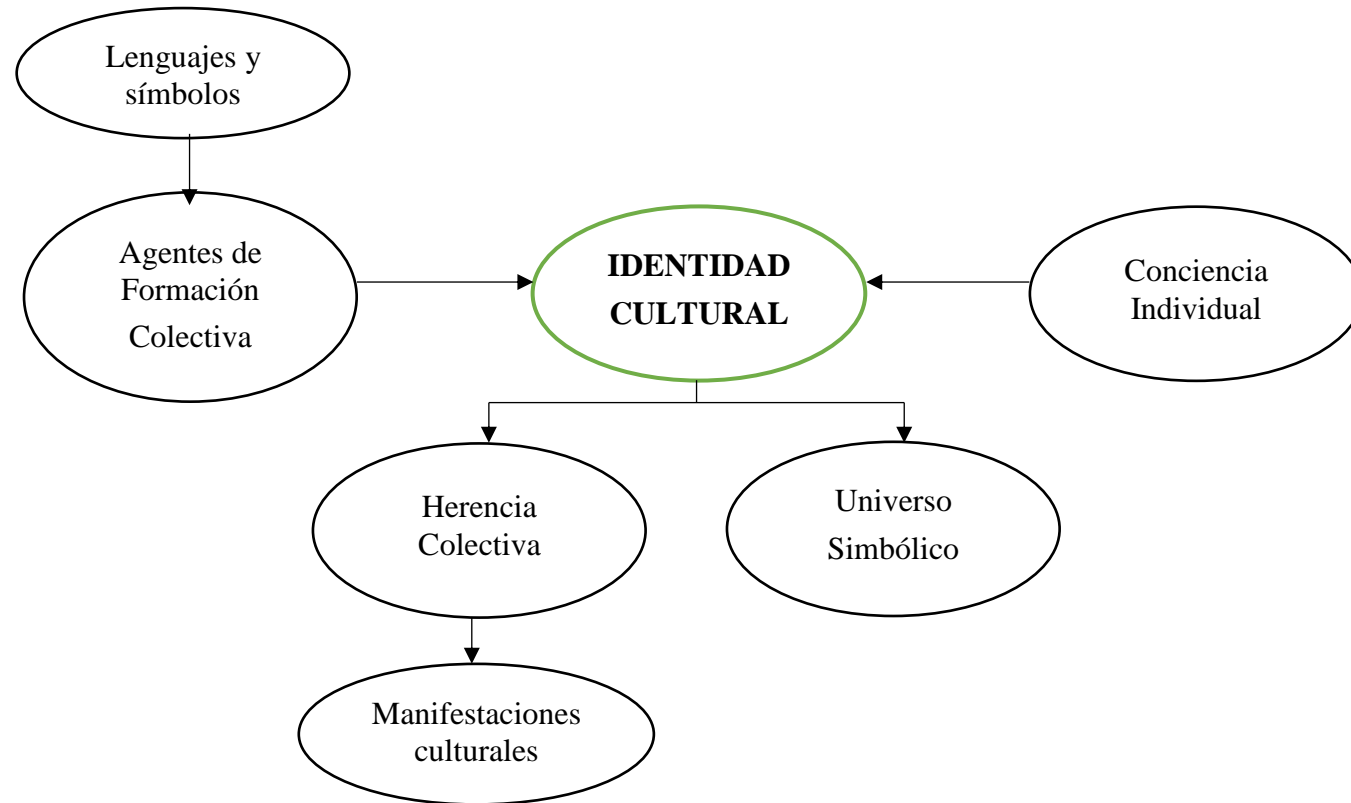 Lenguajes y
símbolos
Agentes de
Formación
Colectiva
IDENTIDAD
CULTURAL
Conciencia
Individual
Herencia
Colectiva
Universo
Simbólico
Manifestaciones
culturales